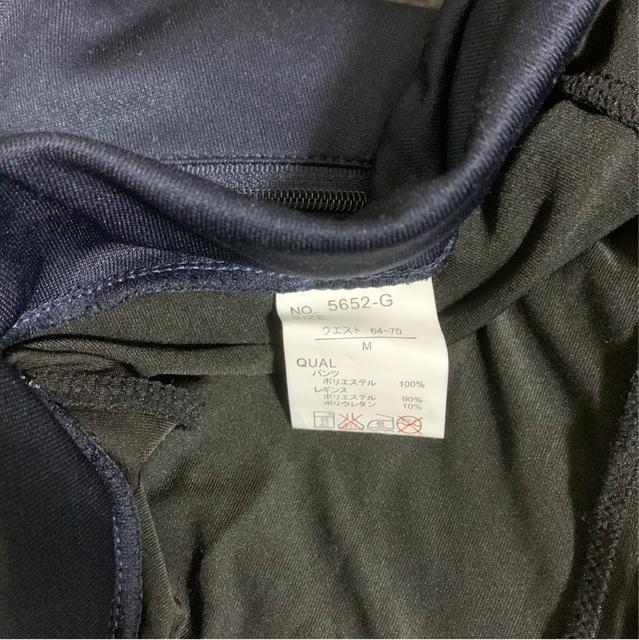 NO. 5652-G
SIZE
ウエスト 64-70
M
QUAL
パンツ
ポリエステル 100%
レギンス
ポリエステル 90%
ポリウレタン 10%